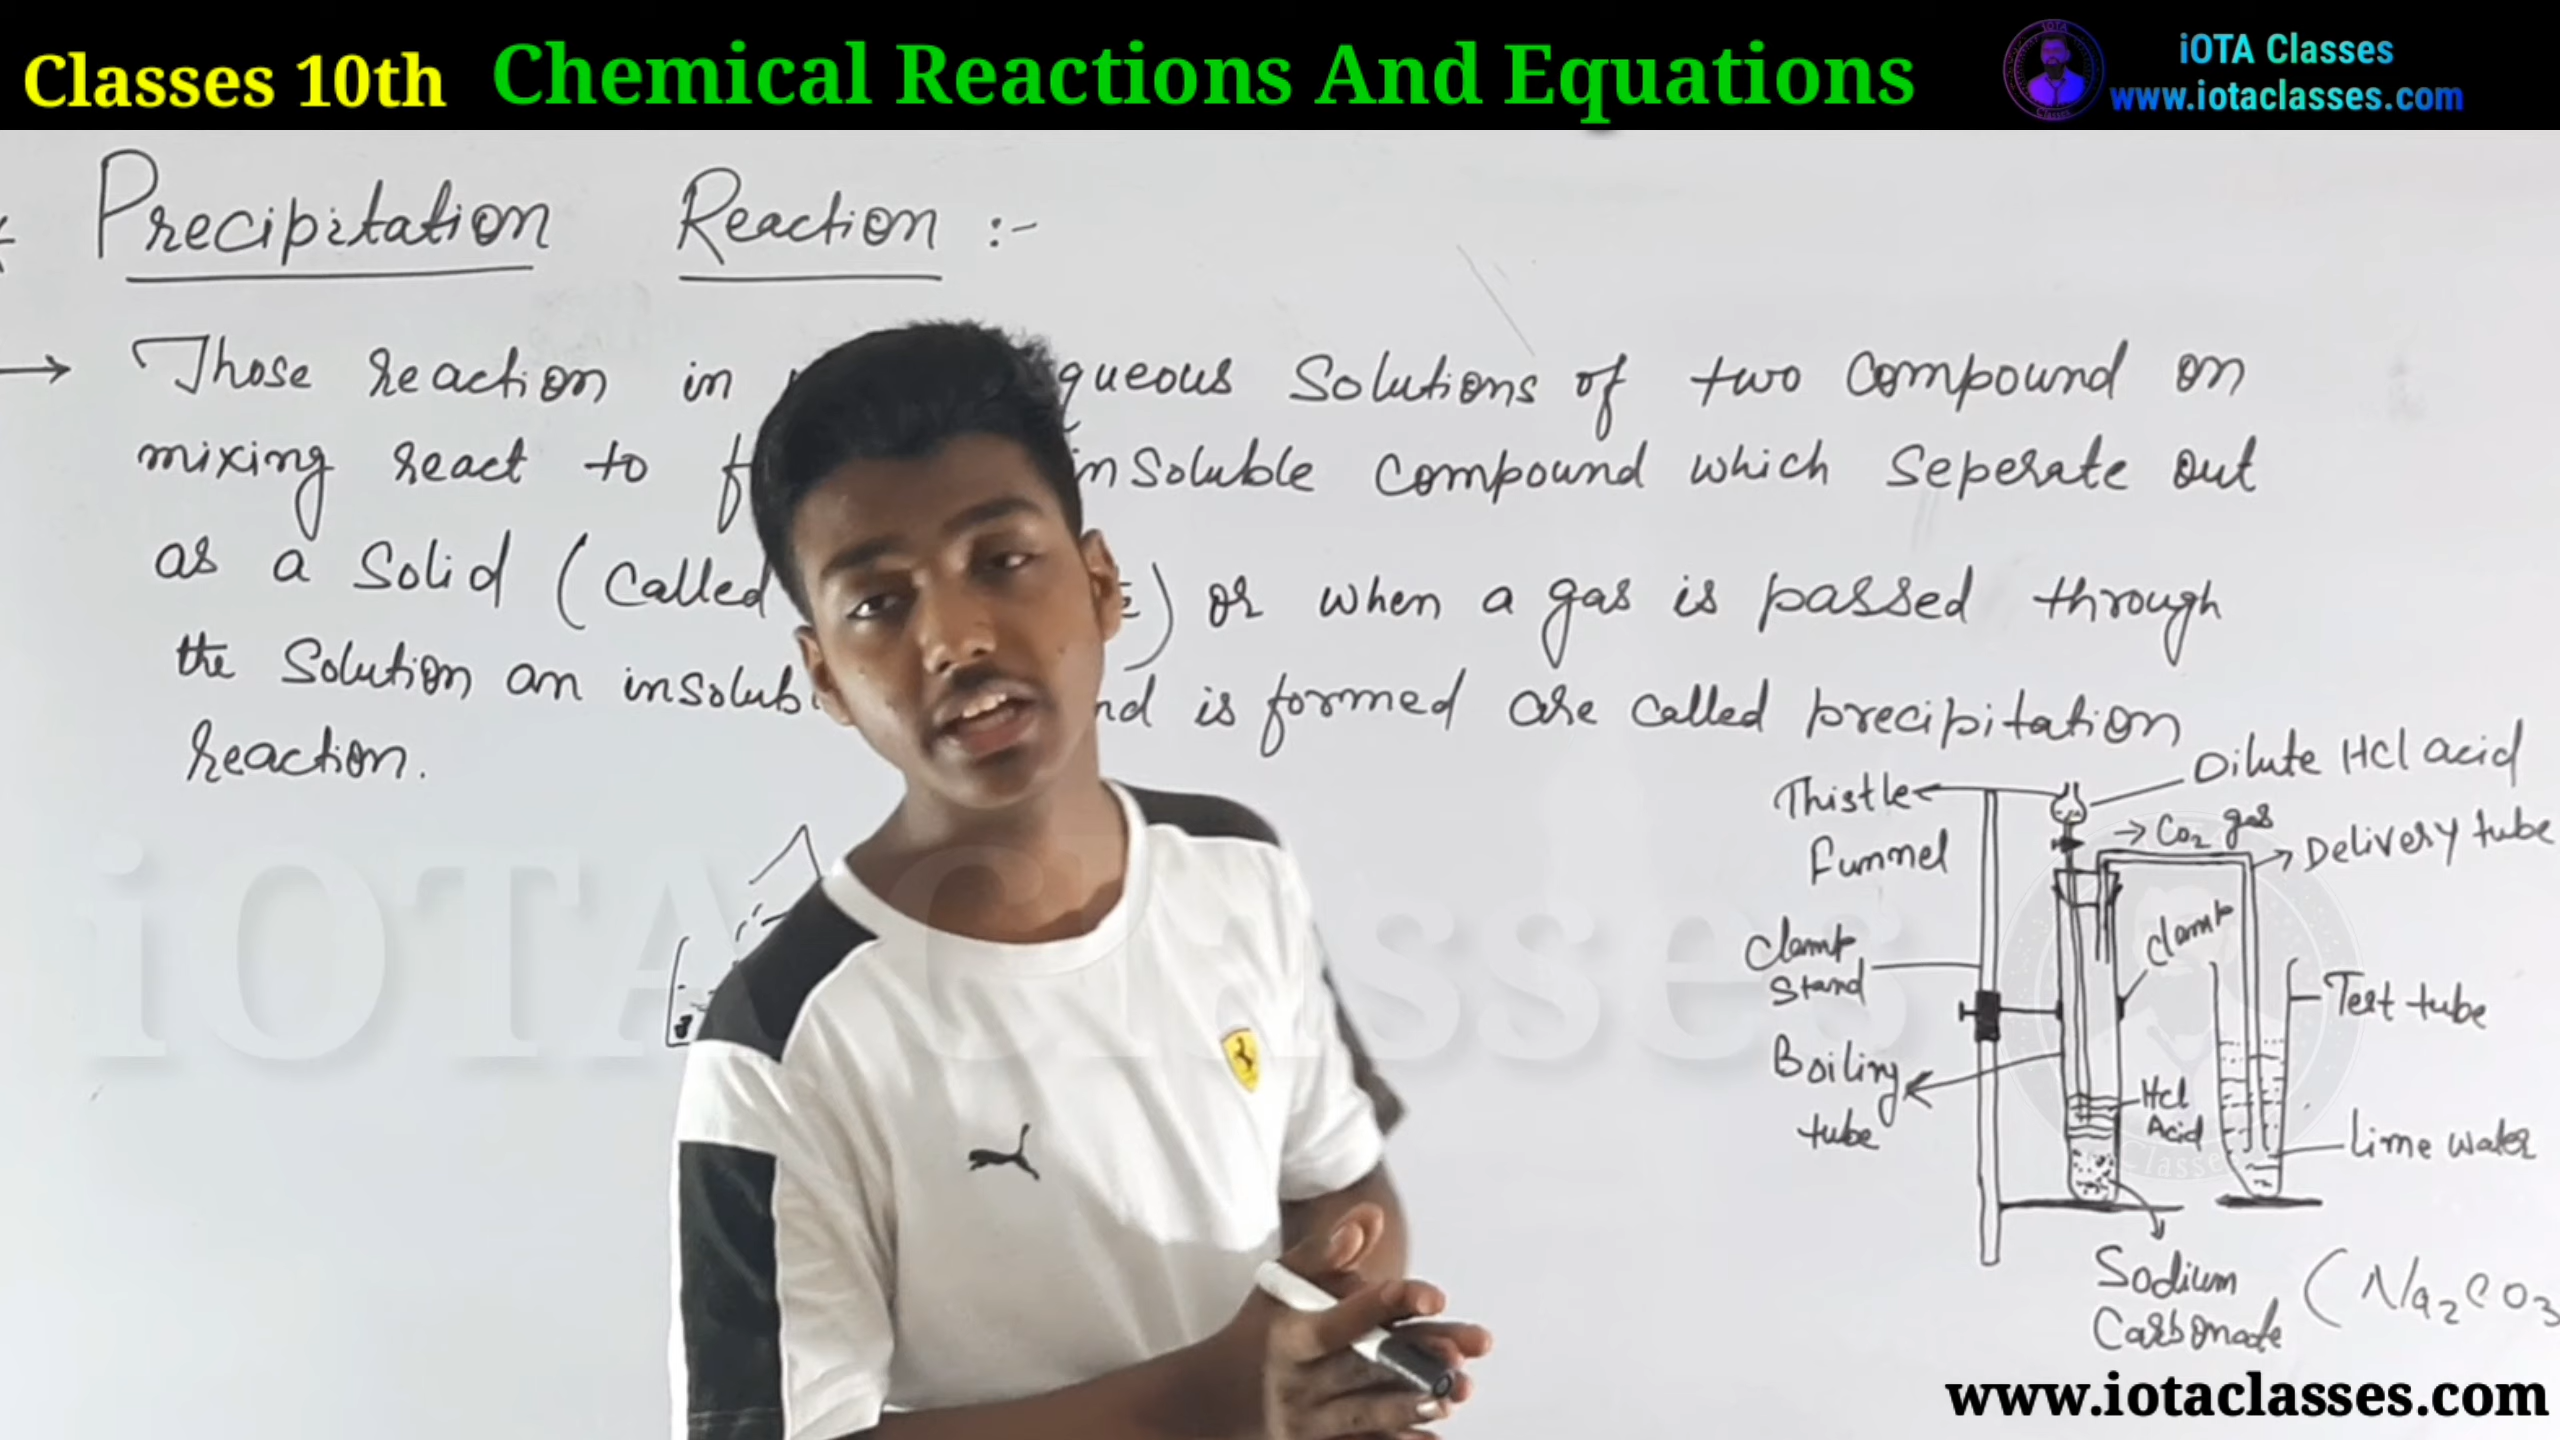 Classes 10th Chemical Reactions And Equations
iOTA Classes
www.iotaclasses.com
Precipitation Reaction :-
→ Those reaction in queous Solutions of two Compound on
mixing react to f inSoluble Compound which Seperate out
as a Solid (Called ) or when a gas is passed through
the Solution an insolub nd is formed are Called precipitation
reaction.
Dilute Hcl acid
Thistle
Funnel
→ Co2 gas
Delivery tube
Clamp
Stand
Clamp
Test tube
Boiling
tube
Hcl
Acid
Lime water
Sodium
Carbonate
(Na2CO3
iOTA Classes
www.iotaclasses.com